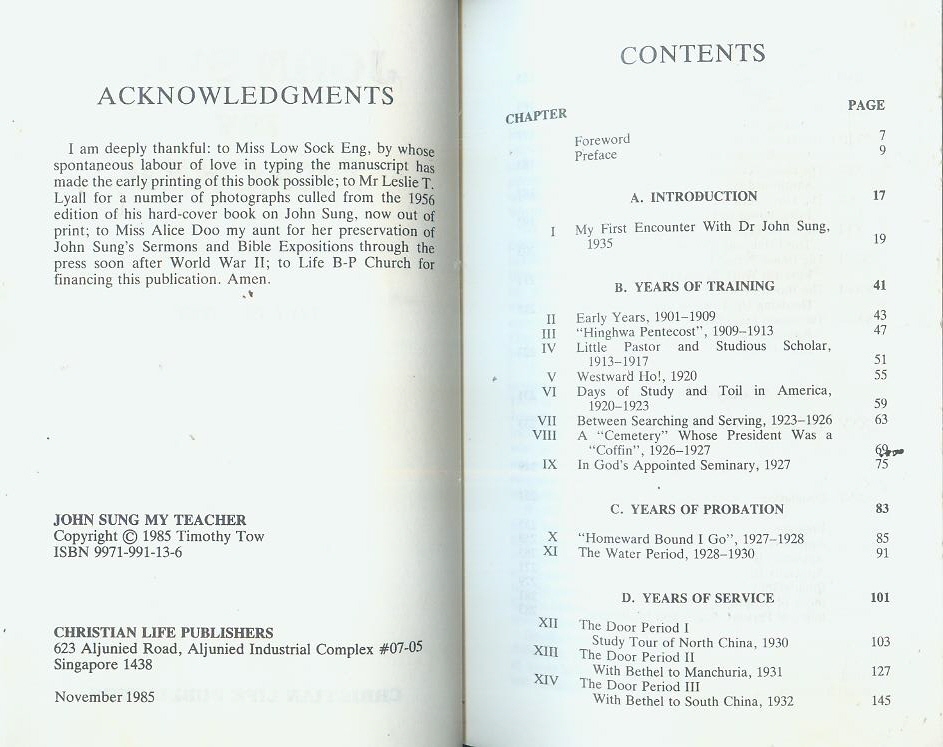 ACKNOWLEDGMENTS
I am deeply thankful: to Miss Low Sock Eng, by whose
spontaneous labour of love in typing the manuscript has
made the early printing of this book possible; to Mr Leslie T.
Lyall for a number of photographs culled from the 1956
edition of his hard-cover book on John Sung, now out of
print; to Miss Alice Doo my aunt for her preservation of
John Sung's Sermons and Bible Expositions through the
press soon after World War II; to Life B-P Church for
financing this publication. Amen.
JOHN SUNG MY TEACHER
Copyright © 1985 Timothy Tow
ISBN 9971-991-13-6
CHRISTIAN LIFE PUBLISHERS
623 Aljunied Road, Aljunied Industrial Complex #07-05
Singapore 1438
November 1985
CONTENTS
CHAPTER PAGE
Foreword 7
Preface 9
A. INTRODUCTION 17
I My First Encounter With Dr John Sung,
1935 19
B. YEARS OF TRAINING 41
II Early Years, 1901–1909 43
III "Hinghwa Pentecost", 1909–1913 47
IV Little Pastor and Studious Scholar,
1913–1917 51
V Westward Ho!, 1920 55
VI Days of Study and Toil in America,
1920–1923 59
VII Between Searching and Serving, 1923–1926 63
VIII A "Cemetery" Whose President Was a
"Coffin", 1926–1927 69
IX In God's Appointed Seminary, 1927 75
C. YEARS OF PROBATION 83
X "Homeward Bound I Go", 1927–1928 85
XI The Water Period, 1928–1930 91
D. YEARS OF SERVICE 101
XII The Door Period I
Study Tour of North China, 1930 103
XIII The Door Period II
With Bethel to Manchuria, 1931 127
XIV The Door Period III
With Bethel to South China, 1932 145